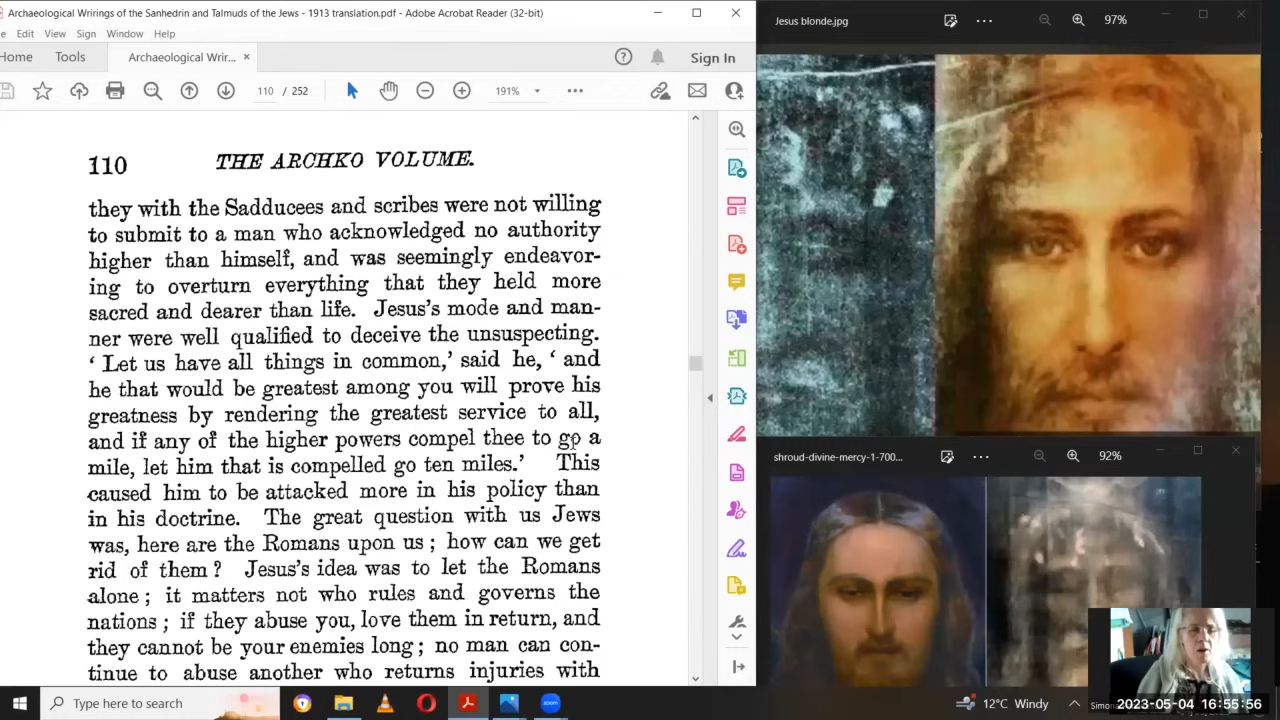 Archaeological Wrirings of the Sanhedrin and Talmuds of the Jews - 1913 translation.pdf - Adobe Acrobat Reader (32-bit)
e Edit View Sign Window Help
Home Tools Archaeological Wrir... × Sign In
110 / 252 191%
110 THE ARCHKO VOLUME.
they with the Sadducees and scribes were not willing
to submit to a man who acknowledged no authority
higher than himself, and was seemingly endeavor-
ing to overturn everything that they held more
sacred and dearer than life. Jesus's mode and man-
ner were well qualified to deceive the unsuspecting.
‘ Let us have all things in common,’ said he, ‘ and
he that would be greatest among you will prove his
greatness by rendering the greatest service to all,
and if any of the higher powers compel thee to go a
mile, let him that is compelled go ten miles.’ This
caused him to be attacked more in his policy than
in his doctrine. The great question with us Jews
was, here are the Romans upon us ; how can we get
rid of them ? Jesus's idea was to let the Romans
alone ; it matters not who rules and governs the
nations ; if they abuse you, love them in return, and
they cannot be your enemies long ; no man can con-
tinue to abuse another who returns injuries with
Jesus blonde.jpg 97%
shroud-divine-mercy-1-700... 92%
Type here to search
12°C Windy
Simon
2023-05-04 16:55:56